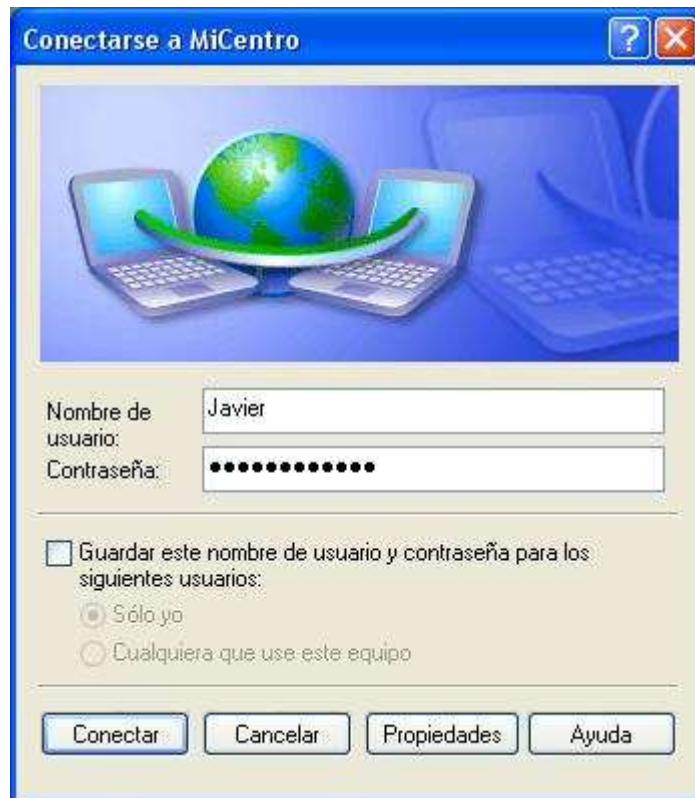 Conectarse a MiCentro
Nombre de
usuario:
Javier
Contraseña:
●●●●●●●●●●●●
Guardar este nombre de usuario y contraseña para los
siguientes usuarios:
Sólo yo
Cualquiera que use este equipo
Conectar
Cancelar
Propiedades
Ayuda